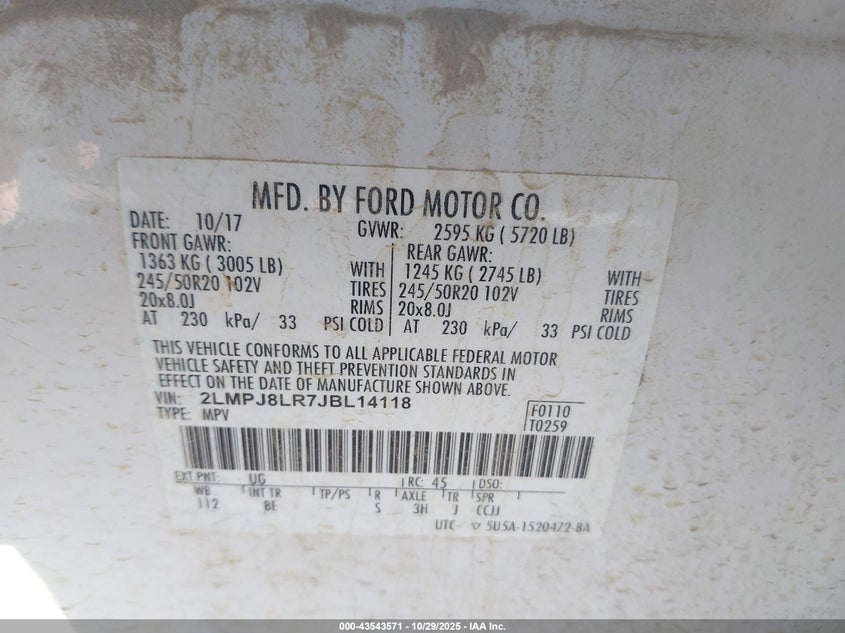 MFD. BY FORD MOTOR CO.
DATE: 10/17 GVWR: 2595 KG ( 5720 LB)
FRONT GAWR: REAR GAWR:
1363 KG ( 3005 LB) WITH 1245 KG ( 2745 LB) WITH
245/50R20 102V TIRES 245/50R20 102V TIRES
20x8.0J RIMS 20x8.0J RIMS
AT 230 kPa/ 33 PSI COLD AT 230 kPa/ 33 PSI COLD
THIS VEHICLE CONFORMS TO ALL APPLICABLE FEDERAL MOTOR
VEHICLE SAFETY AND THEFT PREVENTION STANDARDS IN
EFFECT ON THE DATE OF MANUFACTURE SHOWN ABOVE.
VIN: 2LMPJ8LR7JBL14118
TYPE: MPV
F0110
T0259
EXT PNT: UG RC: 45 DSO:
WB INT TR TP/PS R AXLE TR SPR
112 BE S 3H J CCJJ
UTC 5U5A-1520472-BA
000-43543571 | 10/29/2025 | IAA Inc.